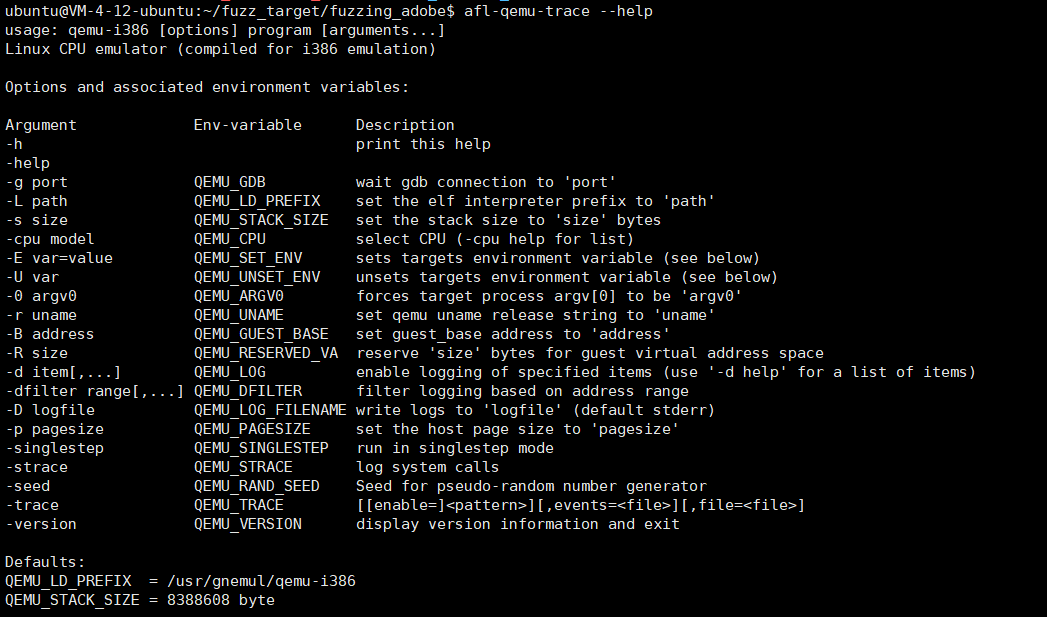 ubuntu@VM-4-12-ubuntu:~/fuzz_target/fuzzing_adobe$ afl-qemu-trace --help
usage: qemu-i386 [options] program [arguments...]
Linux CPU emulator (compiled for i386 emulation)

Options and associated environment variables:

Argument             Env-variable      Description
-h                                     print this help
-help
-g port              QEMU_GDB          wait gdb connection to 'port'
-L path              QEMU_LD_PREFIX    set the elf interpreter prefix to 'path'
-s size              QEMU_STACK_SIZE   set the stack size to 'size' bytes
-cpu model           QEMU_CPU          select CPU (-cpu help for list)
-E var=value         QEMU_SET_ENV      sets targets environment variable (see below)
-U var               QEMU_UNSET_ENV    unsets targets environment variable (see below)
-0 argv0             QEMU_ARGV0        forces target process argv[0] to be 'argv0'
-r uname             QEMU_UNAME        set qemu uname release string to 'uname'
-B address           QEMU_GUEST_BASE   set guest_base address to 'address'
-R size              QEMU_RESERVED_VA  reserve 'size' bytes for guest virtual address space
-d item[,...]        QEMU_LOG          enable logging of specified items (use '-d help' for a list of items)
-dfilter range[,...] QEMU_DFILTER      filter logging based on address range
-D logfile           QEMU_LOG_FILENAME write logs to 'logfile' (default stderr)
-p pagesize          QEMU_PAGESIZE     set the host page size to 'pagesize'
-singlestep          QEMU_SINGLESTEP   run in singlestep mode
-strace              QEMU_STRACE       log system calls
-seed                QEMU_RAND_SEED    Seed for pseudo-random number generator
-trace               QEMU_TRACE        [[enable=]<pattern>][,events=<file>][,file=<file>]
-version             QEMU_VERSION      display version information and exit

Defaults:
QEMU_LD_PREFIX  = /usr/gnemul/qemu-i386
QEMU_STACK_SIZE = 8388608 byte